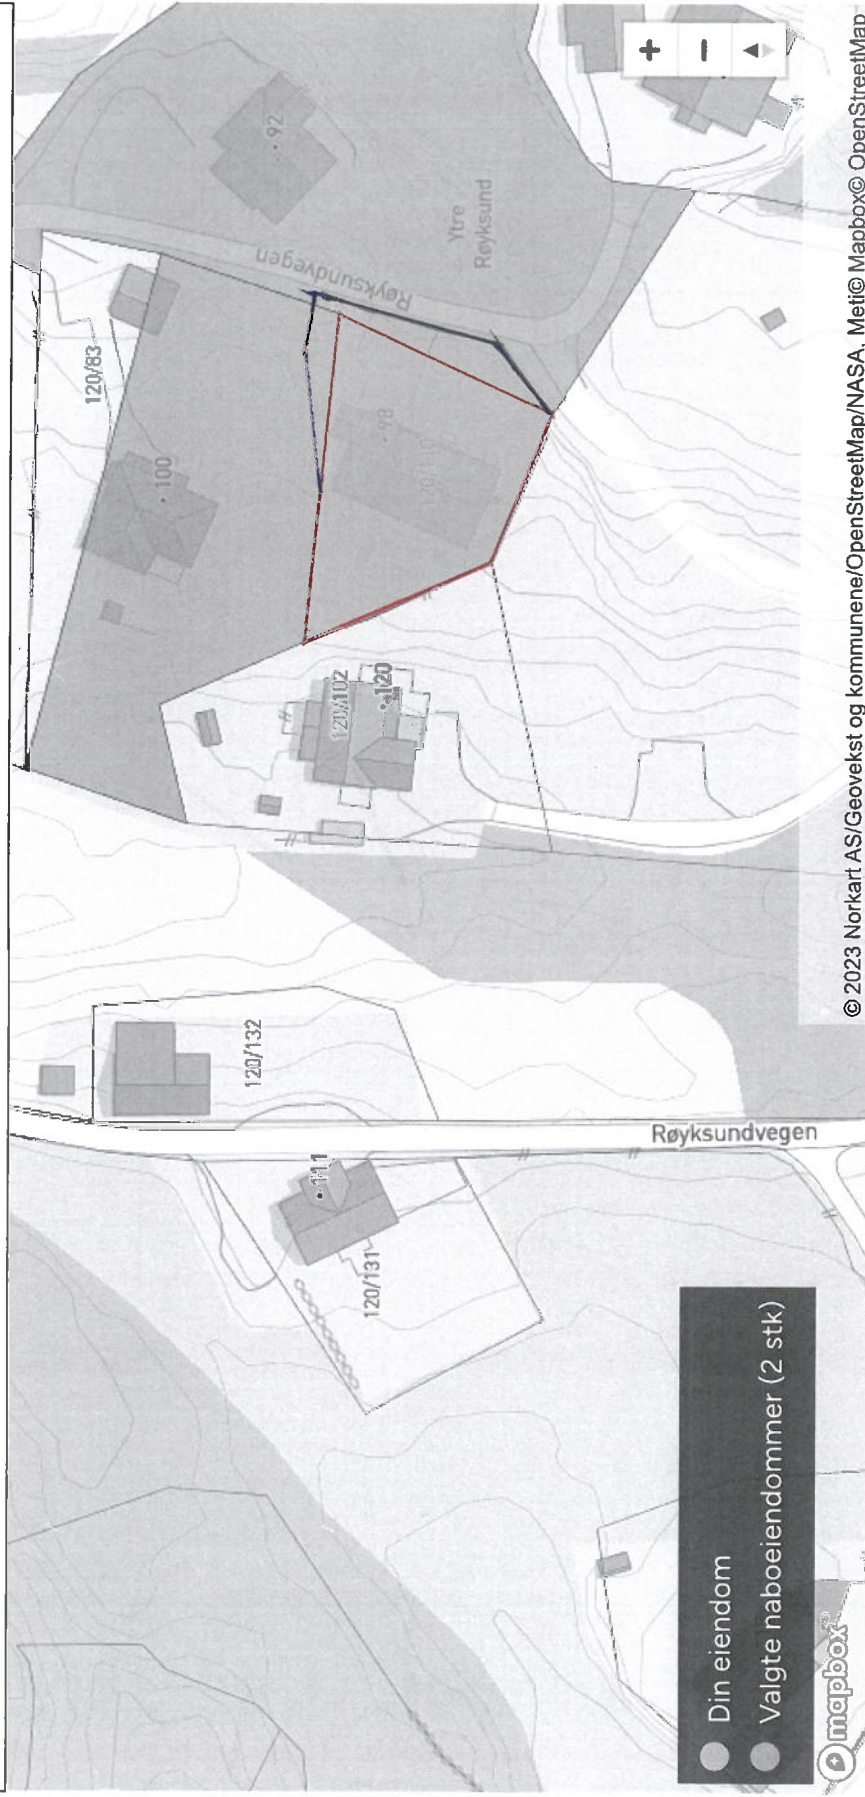 92
Røyksundvegen
Ytre
Røyksund
120/83
100
98
120/102
120
120/132
Røyksundvegen
111
120/131
Din eiendom
Valgte naboeiendommer (2 stk)
mapbox
© 2023 Norkart AS/Geovekst og kommunene/OpenStreetMap/NASA, Meti© Mapbox© OpenStreetMap
+
−